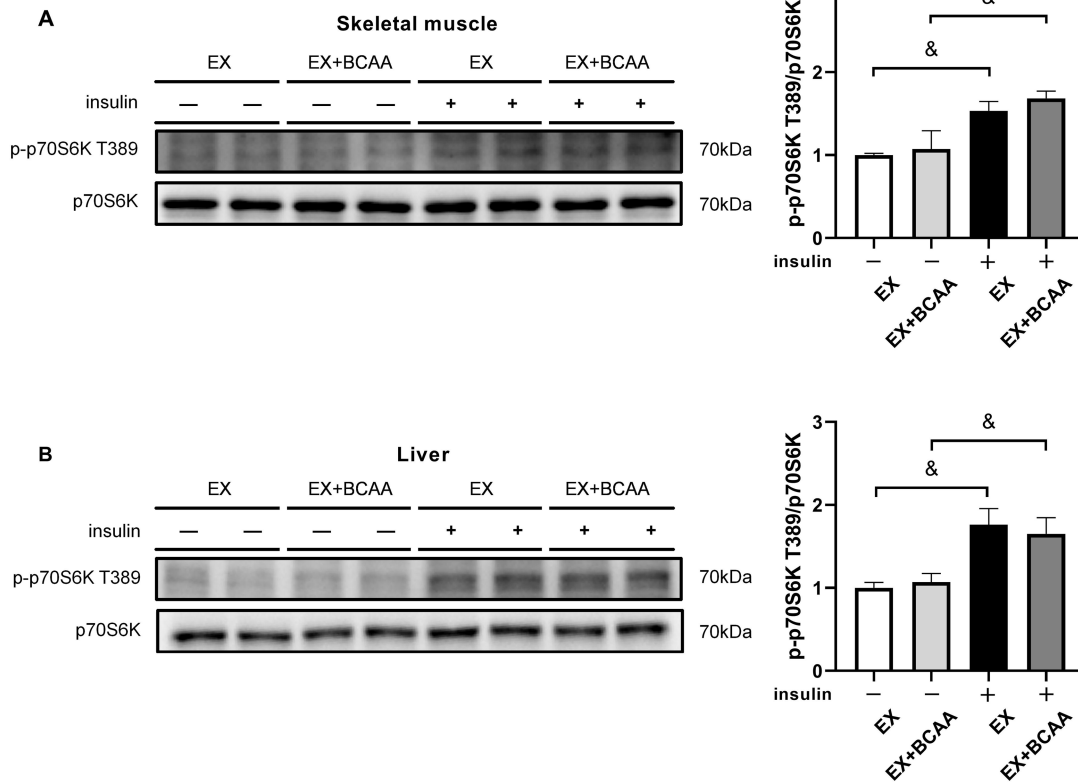 A
Skeletal muscle
EX EX+BCAA EX EX+BCAA
insulin — — — — + + + +
p-p70S6K T389 70kDa
p70S6K 70kDa
&
&
p-p70S6K T389/p70S6K
2
1
0
insulin − − + +
EX EX+BCAA EX EX+BCAA
B
Liver
EX EX+BCAA EX EX+BCAA
insulin — — — — + + + +
p-p70S6K T389 70kDa
p70S6K 70kDa
&
&
p-p70S6K T389/p70S6K
3
2
1
0
insulin − − + +
EX EX+BCAA EX EX+BCAA